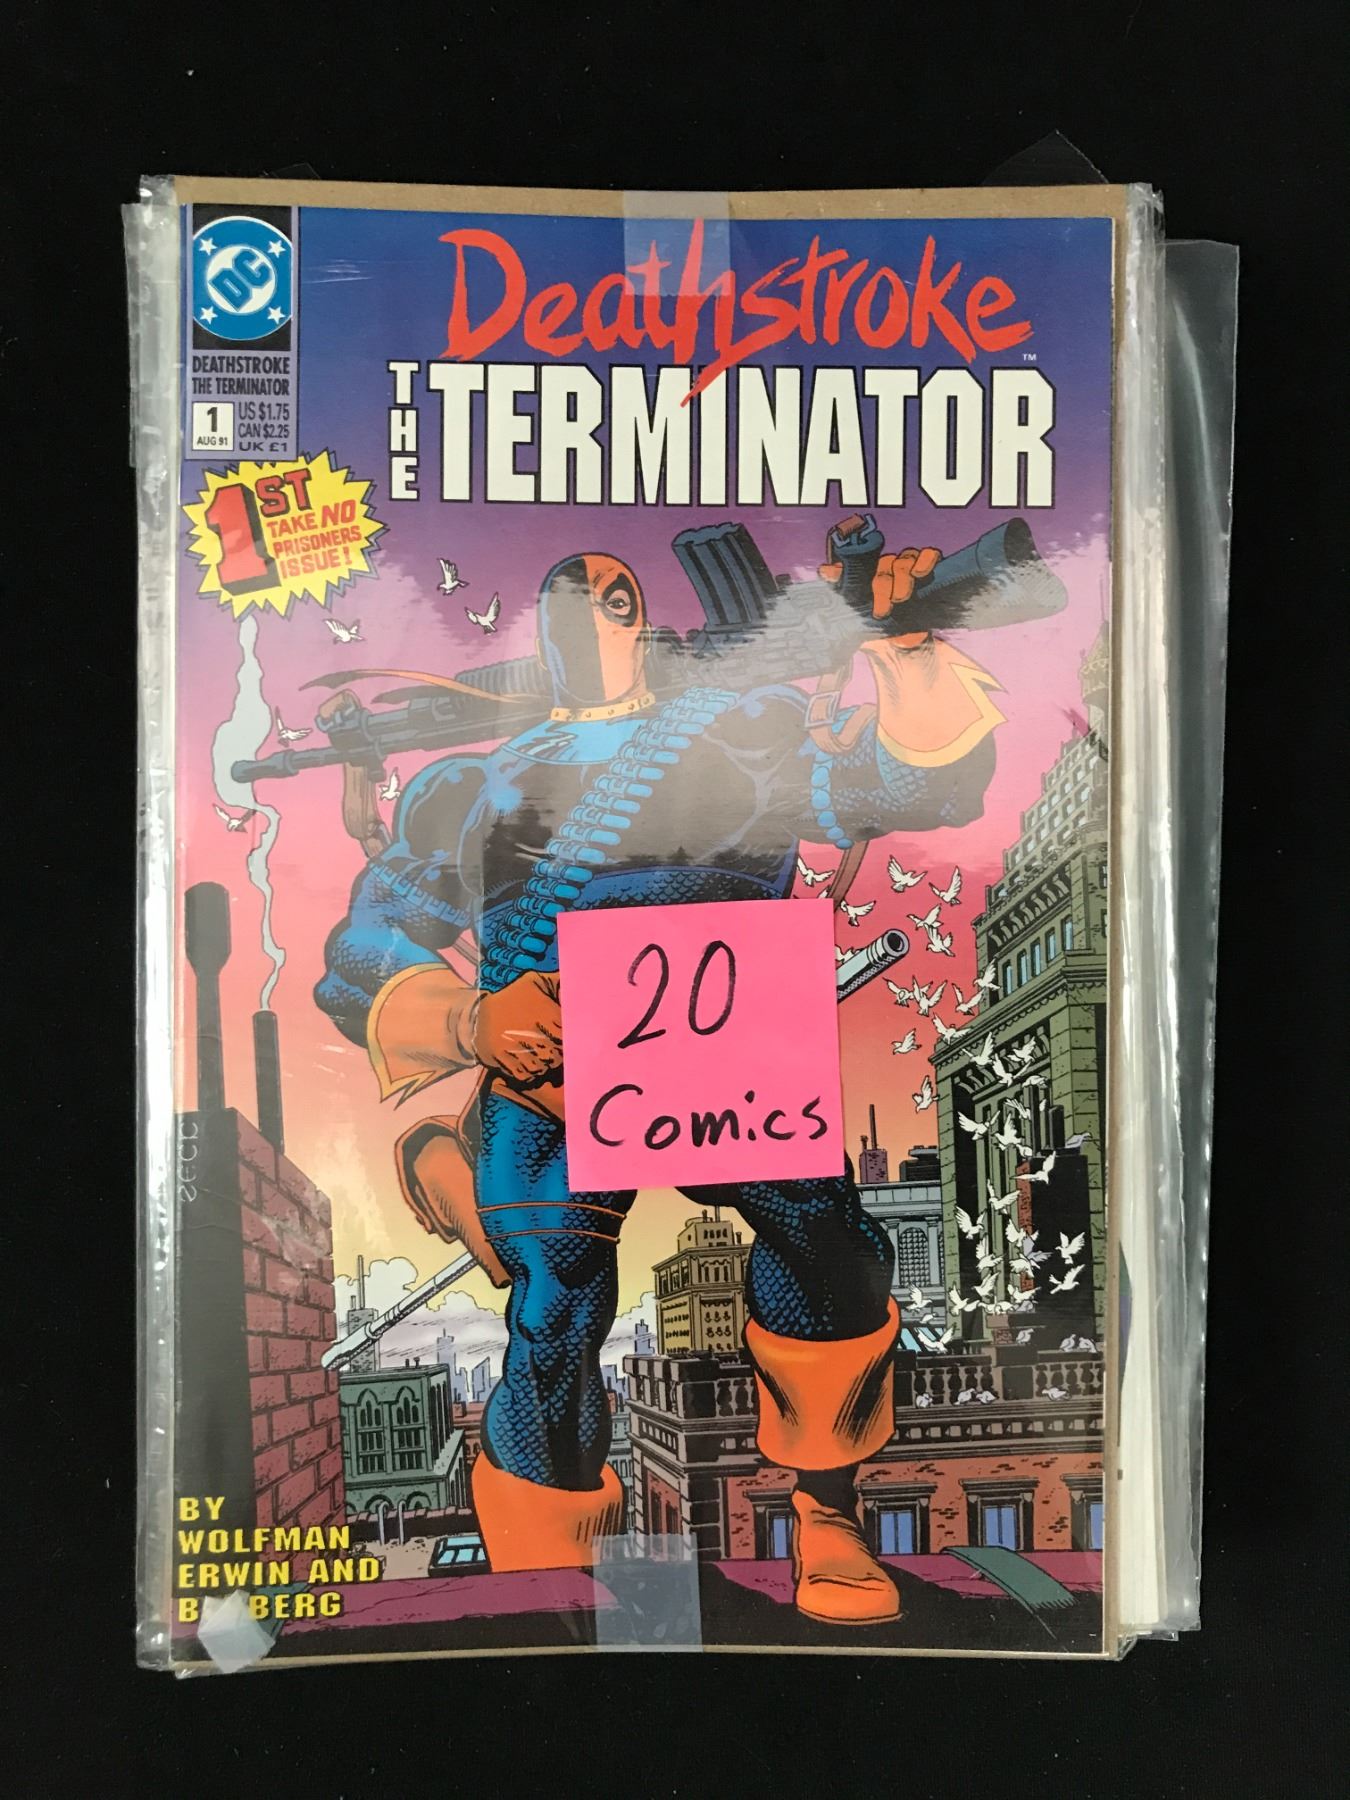 DC
DEATHSTROKE
THE TERMINATOR
1
AUG 91
US $1.75
CAN $2.25
UK £1
Deathstroke
™
THE TERMINATOR
1ST
TAKE NO
PRISONERS
ISSUE!
20
Comics
BY
WOLFMAN
ERWIN AND